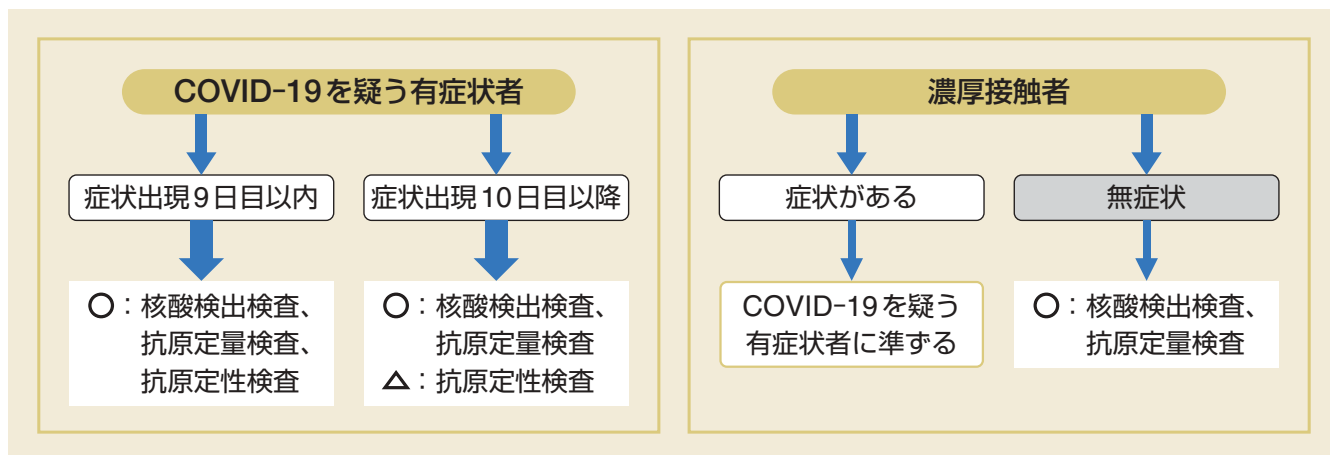 COVID-19を疑う有症状者
症状出現9日目以内
○：核酸検出検査、
抗原定量検査、
抗原定性検査
症状出現10日目以降
○：核酸検出検査、
抗原定量検査
△：抗原定性検査
濃厚接触者
症状がある
COVID-19を疑う
有症状者に準ずる
無症状
○：核酸検出検査、
抗原定量検査